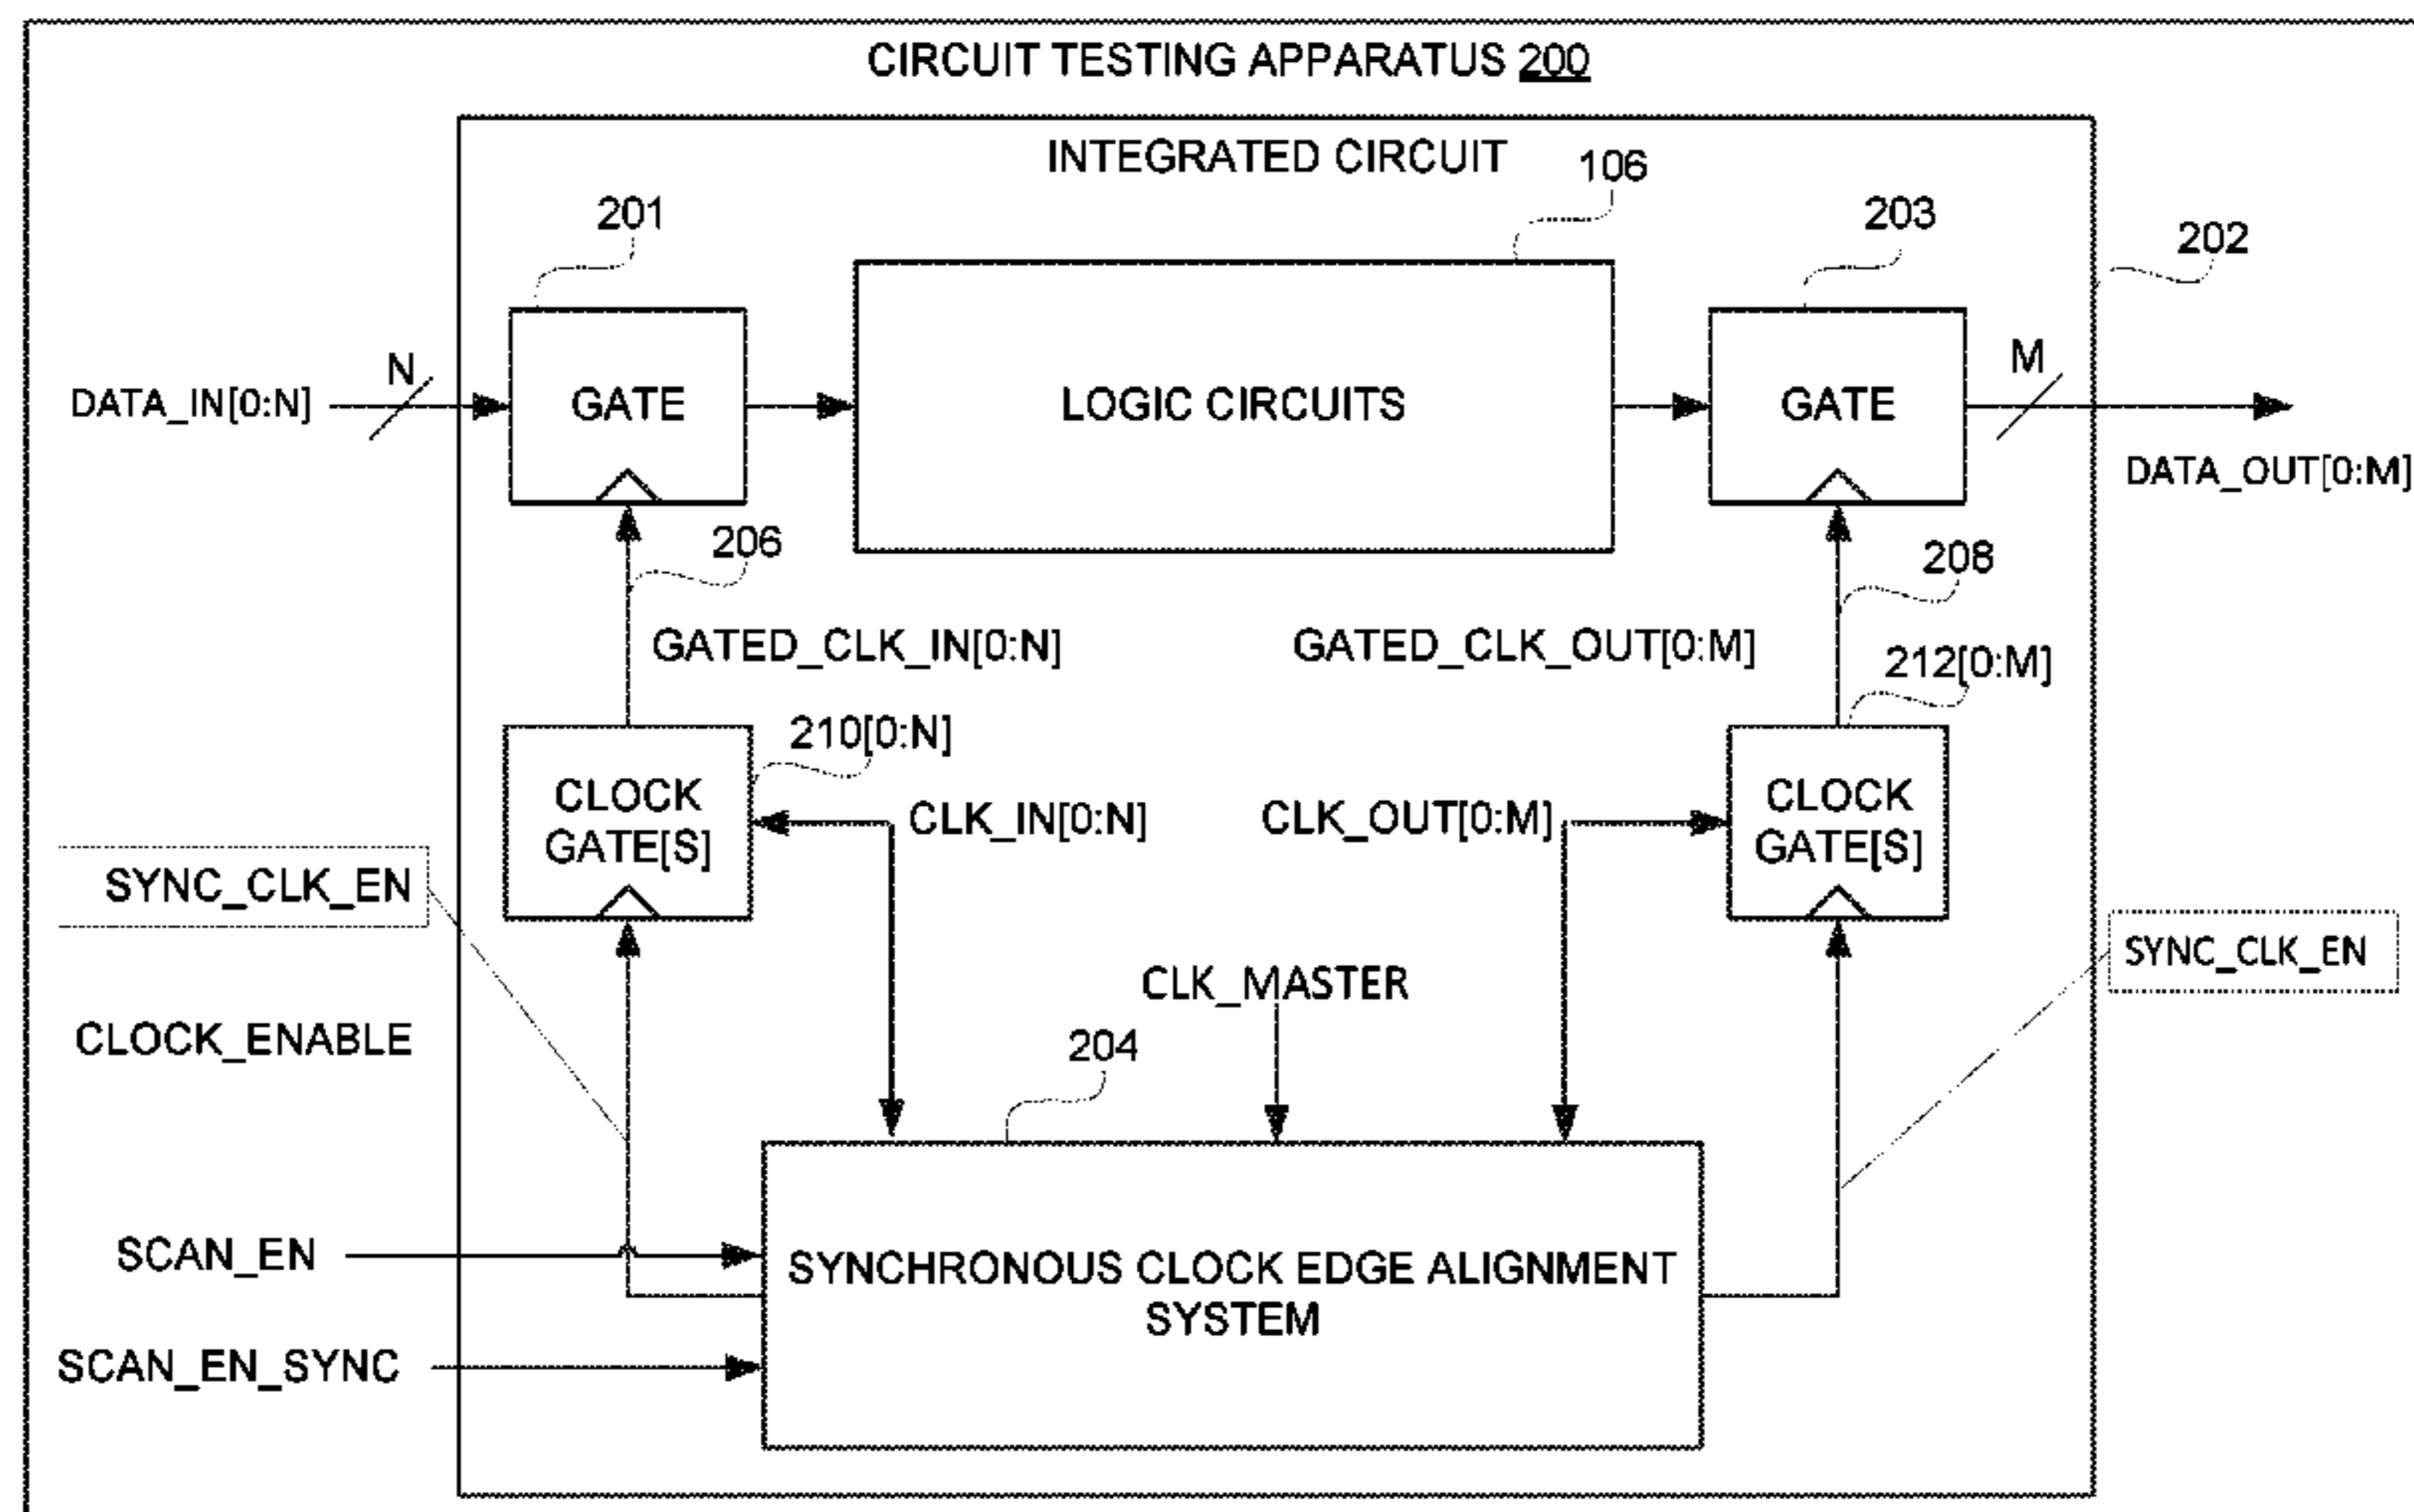 CIRCUIT TESTING APPARATUS 200
INTEGRATED CIRCUIT
106
201
203
202
DATA_IN[0:N]
N
GATE
LOGIC CIRCUITS
GATE
M
DATA_OUT[0:M]
206
208
GATED_CLK_IN[0:N]
GATED_CLK_OUT[0:M]
212[0:M]
210[0:N]
CLOCK
GATE[S]
CLK_IN[0:N]
CLK_OUT[0:M]
CLOCK
GATE[S]
SYNC_CLK_EN
SYNC_CLK_EN
CLK_MASTER
CLOCK_ENABLE
204
SCAN_EN
SYNCHRONOUS CLOCK EDGE ALIGNMENT
SYSTEM
SCAN_EN_SYNC